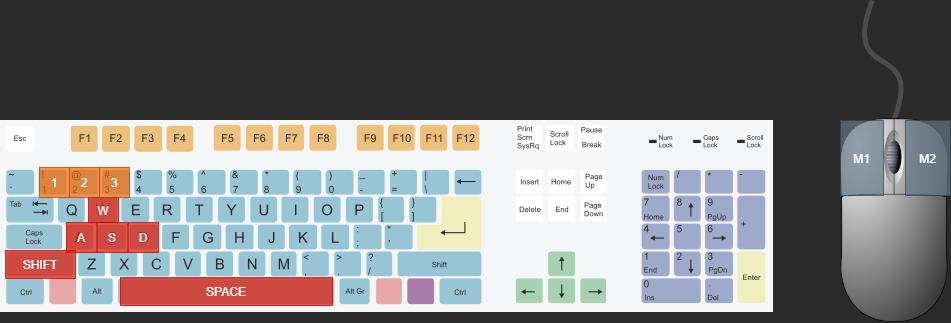 Esc F1 F2 F3 F4 F5 F6 F7 F8 F9 F10 F11 F12 Print Scrn SysRq Scroll Lock Pause Break Num Lock Caps Lock Scroll Lock
~ 1 @ 2 # 3 $ 4 % 5 ^ 6 & 7 * 8 ( 9 ) 0 _ - + = | \ Insert Home Page Up Num Lock / * -
Tab Q W E R T Y U I O P { [ } ] Delete End Page Down 7 Home 8 9 PgUp +
Caps Lock A S D F G H J K L : ; " , 4 5 6
SHIFT Z X C V B N M < , > . ? / Shift 1 End 2 3 PgDn Enter
Ctrl Alt SPACE Alt Gr Ctrl 0 Ins . Del
M1 M2